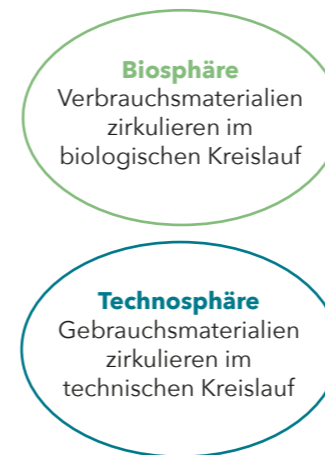 Biosphäre
Verbrauchsmaterialien
zirkulieren im
biologischen Kreislauf
Technosphäre
Gebrauchsmaterialien
zirkulieren im
technischen Kreislauf